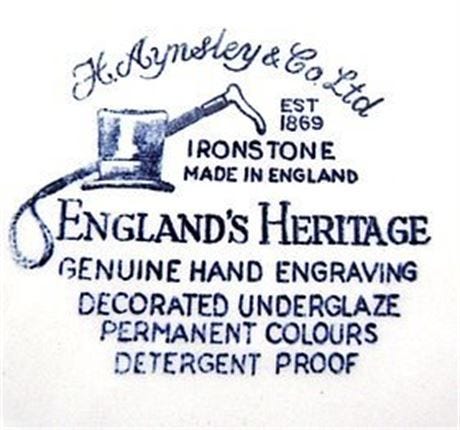 H. Aynsley & Co. Ltd
EST
1869
IRONSTONE
MADE IN ENGLAND
ENGLAND'S HERITAGE
GENUINE HAND ENGRAVING
DECORATED UNDERGLAZE
PERMANENT COLOURS
DETERGENT PROOF